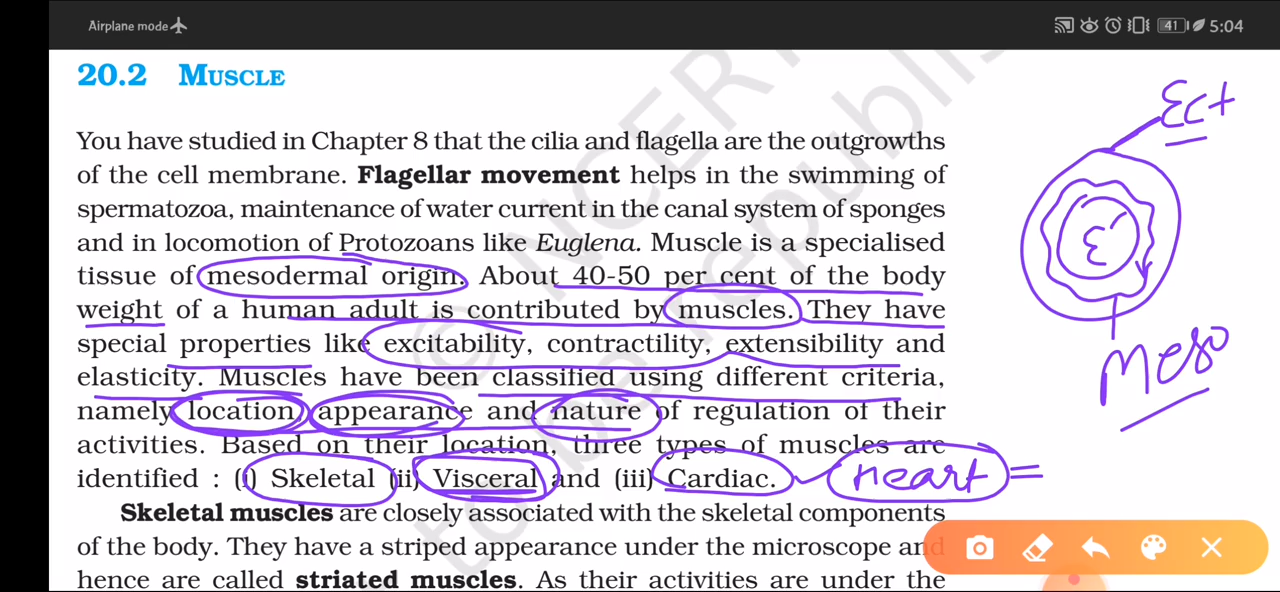 Airplane mode
41
5:04
20.2 MUSCLE
You have studied in Chapter 8 that the cilia and flagella are the outgrowths
of the cell membrane. Flagellar movement helps in the swimming of
spermatozoa, maintenance of water current in the canal system of sponges
and in locomotion of Protozoans like Euglena. Muscle is a specialised
tissue of mesodermal origin. About 40-50 per cent of the body
weight of a human adult is contributed by muscles. They have
special properties like excitability, contractility, extensibility and
elasticity. Muscles have been classified using different criteria,
namely location, appearance and nature of regulation of their
activities. Based on their location, three types of muscles are
identified : (i) Skeletal (ii) Visceral and (iii) Cardiac. heart =
Skeletal muscles are closely associated with the skeletal components
of the body. They have a striped appearance under the microscope and
hence are called striated muscles. As their activities are under the
Ect
Meso
© NCERT
to be republis